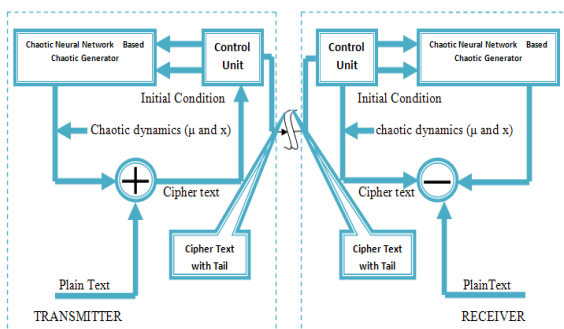 Chaotic Neural Network Based
Chaotic Generator
Control
Unit
Initial Condition
Chaotic dynamics (μ and x)
Cipher text
Cipher Text
with Tail
Plain Text
TRANSMITTER
Control
Unit
Chaotic Neural Network Based
Chaotic Generator
Initial Condition
chaotic dynamics (μ and x)
Cipher text
Cipher Text
with Tail
PlainText
RECEIVER